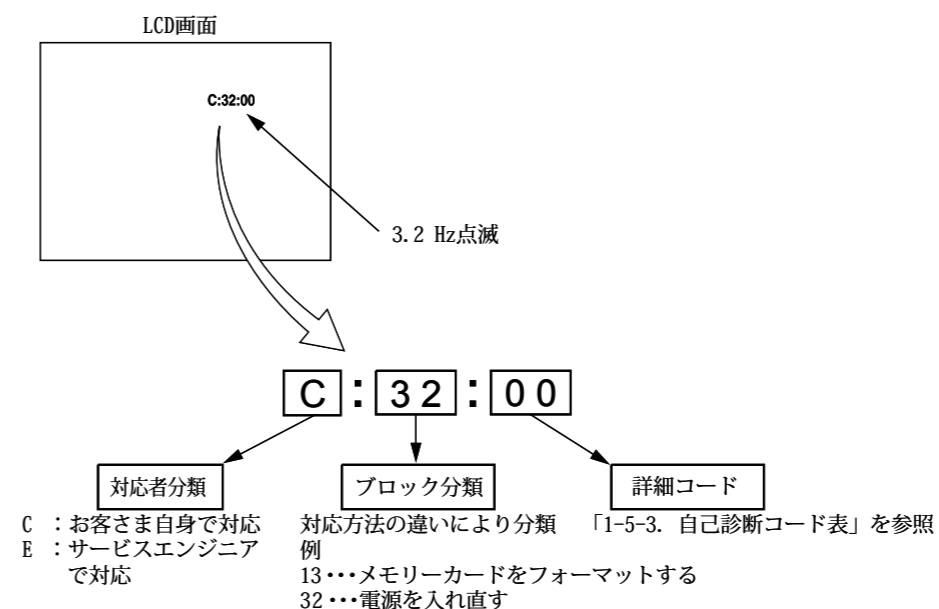 LCD画面
C:32:00
3.2 Hz点滅
C:32:00
対応者分類
C :お客さま自身で対応
E :サービスエンジニア
で対応
ブロック分類
対応方法の違いにより分類
例
13･･･メモリーカードをフォーマットする
32･･･電源を入れ直す
詳細コード
「1-5-3. 自己診断コード表」を参照